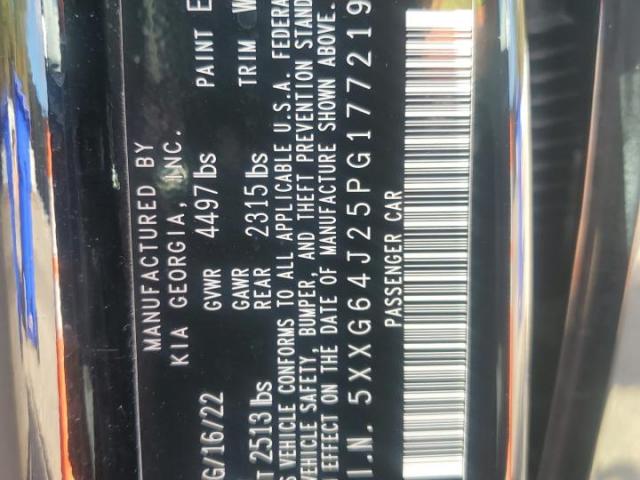 MANUFACTURED BY
KIA GEORGIA, INC.
G/16/22 GVWR 4497 lbs PAINT E
GAWR TRIM W
T 2513 lbs REAR 2315 lbs
S VEHICLE CONFORMS TO ALL APPLICABLE U.S.A. FEDERA
VEHICLE SAFETY, BUMPER, AND THEFT PREVENTION STAND
EFFECT ON THE DATE OF MANUFACTURE SHOWN ABOVE.
I.N. 5XXG64J25PG177219
PASSENGER CAR